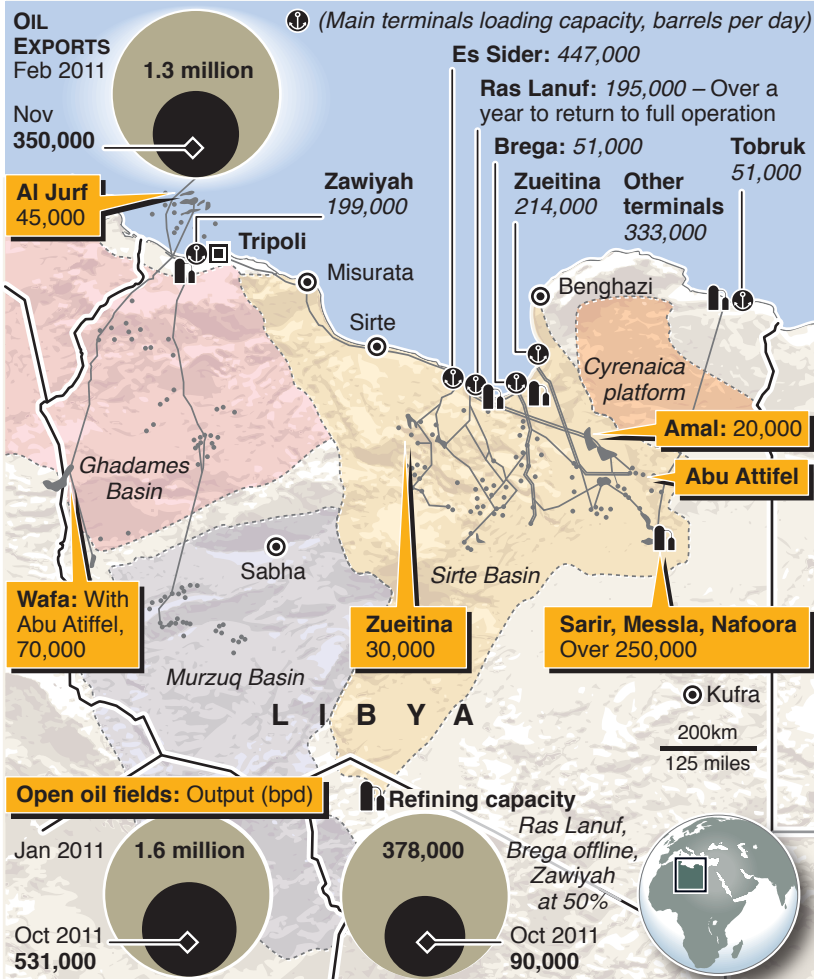 OIL
EXPORTS
Feb 2011
1.3 million
Nov
350,000
(Main terminals loading capacity, barrels per day)
Es Sider: 447,000
Ras Lanuf: 195,000 – Over a
year to return to full operation
Brega: 51,000
Tobruk
51,000
Zawiyah
199,000
Zueitina
214,000
Other
terminals
333,000
Al Jurf
45,000
Tripoli
Misurata
Sirte
Benghazi
Cyrenaica
platform
Amal: 20,000
Abu Attifel
Ghadames
Basin
Sabha
Sirte Basin
Wafa: With
Abu Atiffel,
70,000
Zueitina
30,000
Sarir, Messla, Nafoora
Over 250,000
Murzuq Basin
LIBYA
Kufra
200km
125 miles
Open oil fields: Output (bpd)
Jan 2011
1.6 million
Oct 2011
531,000
Refining capacity
378,000
Ras Lanuf,
Brega offline,
Zawiyah
at 50%
Oct 2011
90,000